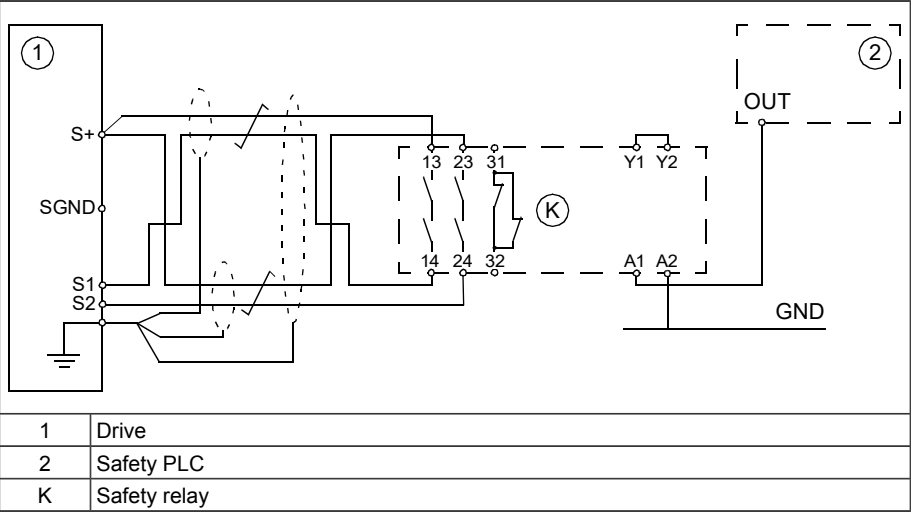 1
2
OUT
S+
13 23 31
Y1 Y2
SGND
K
14 24 32
A1 A2
S1
S2
GND
1 Drive
2 Safety PLC
K Safety relay